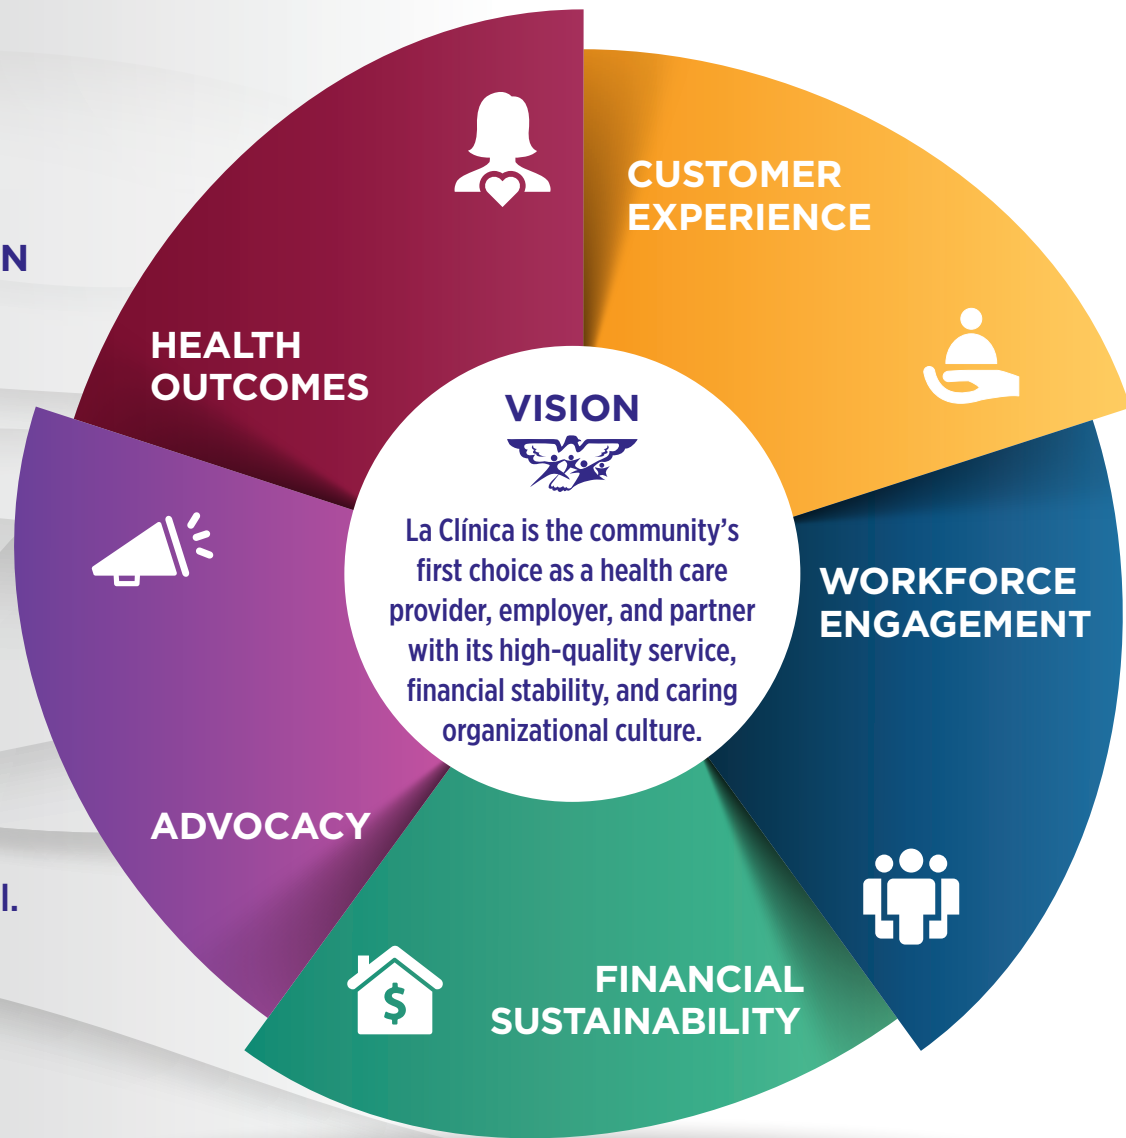 CUSTOMER
EXPERIENCE
N
HEALTH
OUTCOMES
VISION
La Clínica is the community’s
first choice as a health care
provider, employer, and partner
with its high-quality service,
financial stability, and caring
organizational culture.
WORKFORCE
ENGAGEMENT
ADVOCACY
l.
$
FINANCIAL
SUSTAINABILITY